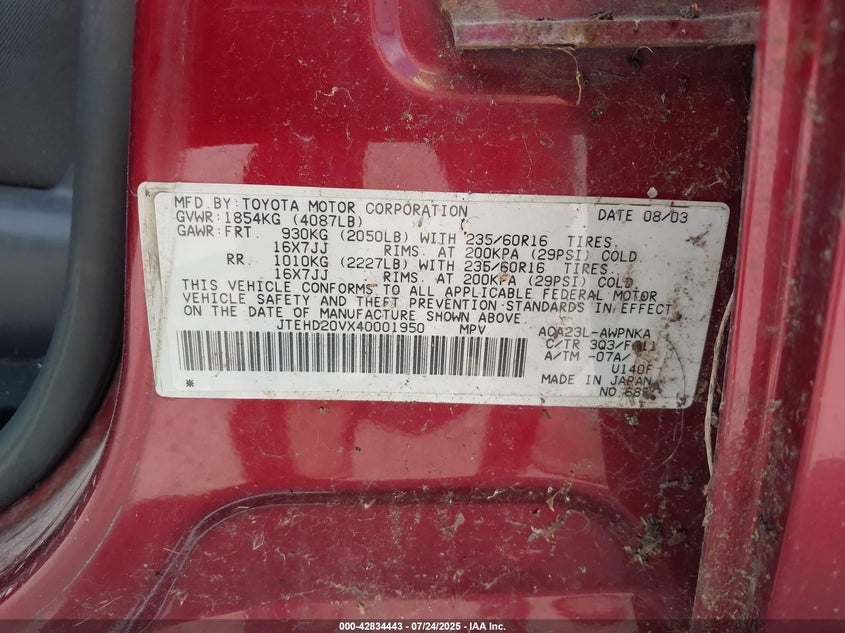 MFD.BY:TOYOTA MOTOR CORPORATION DATE 08/03
GVWR:1854KG (4087LB)
GAWR:FRT. 930KG (2050LB) WITH 235/60R16 TIRES,
16X7JJ RIMS, AT 200KPA (29PSI) COLD.
RR. 1010KG (2227LB) WITH 235/60R16 TIRES,
16X7JJ RIMS, AT 200KPA (29PSI) COLD.
THIS VEHICLE CONFORMS TO ALL APPLICABLE FEDERAL MOTOR
VEHICLE SAFETY AND THEFT PREVENTION STANDARDS IN EFFECT
ON THE DATE OF MANUFACTURE SHOWN ABOVE.
JTEHD20VX40001950 MPV ACA23L-AWPNKA
C/TR 3Q3/
A/TM -07A/
U140F
MADE IN JAPAN
NO.
000-42834443 | 07/24/2025 | IAA, Inc.